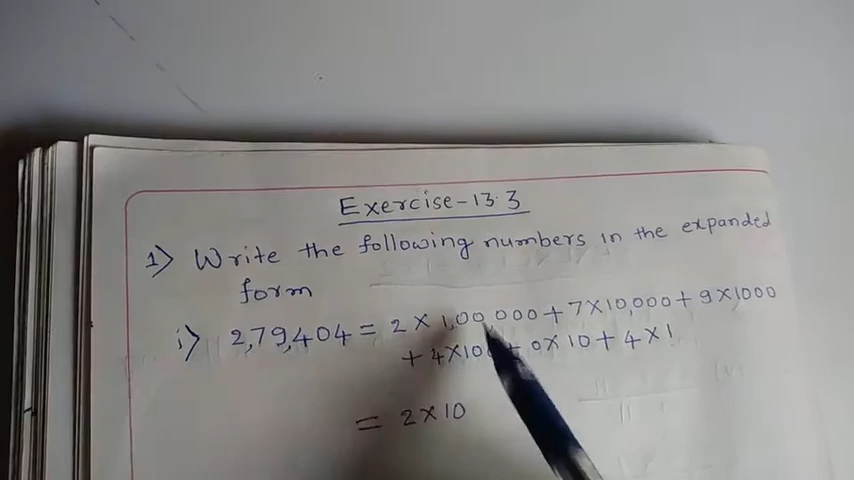 Exercise-13.3
1) Write the following numbers in the expanded
form
i) 2,79,404 = 2 × 1,00,000 + 7 × 10,000 + 9 × 1000
+ 4 × 100 + 0 × 10 + 4 × 1
= 2 × 10